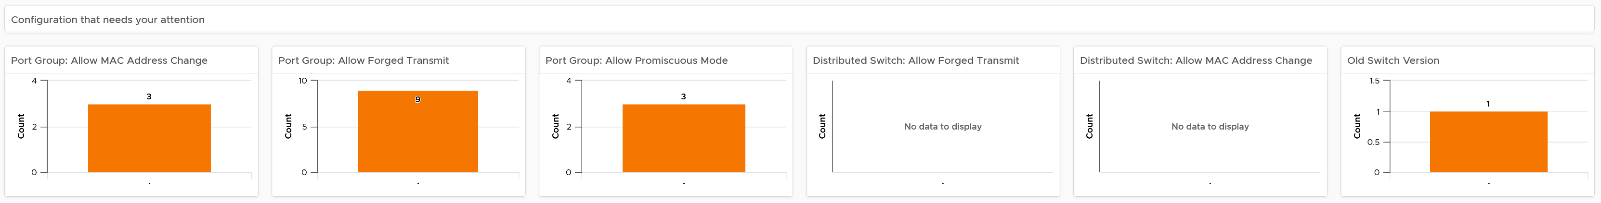 Configuration that needs your attention
Port Group: Allow MAC Address Change
4
3
2
0
Count
-
Port Group: Allow Forged Transmit
10
9
5
0
Count
-
Port Group: Allow Promiscuous Mode
4
3
2
0
Count
-
Distributed Switch: Allow Forged Transmit
Count
No data to display
-
Distributed Switch: Allow MAC Address Change
Count
No data to display
-
Old Switch Version
1.5
1
1
0.5
0
Count
-